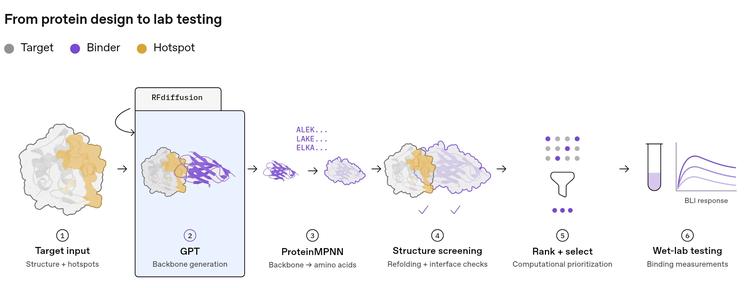 From protein design to lab testing
Target
Binder
Hotspot
RFdiffusion
ALEK...
LAKE...
ELKA...
BLI response
1
Target input
Structure + hotspots
2
GPT
Backbone generation
3
ProteinMPNN
Backbone → amino acids
4
Structure screening
Refolding + interface checks
5
Rank + select
Computational prioritization
6
Wet-lab testing
Binding measurements